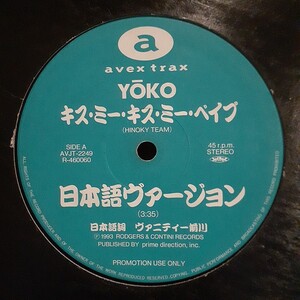 a
avex trax
YŌKO
キス・ミー・キス・ミー・ベイブ
(HINOKY TEAM)
SIDE A
AVJT-2249
R-460060
45 r.p.m.
STEREO
日本語ヴァージョン
(3:35)
日本語詞 ヴァニティー前川
Ⓟ 1993 RODGERS & CONTINI RECORDS
PUBLISHED BY prime direction, inc.
PROMOTION USE ONLY